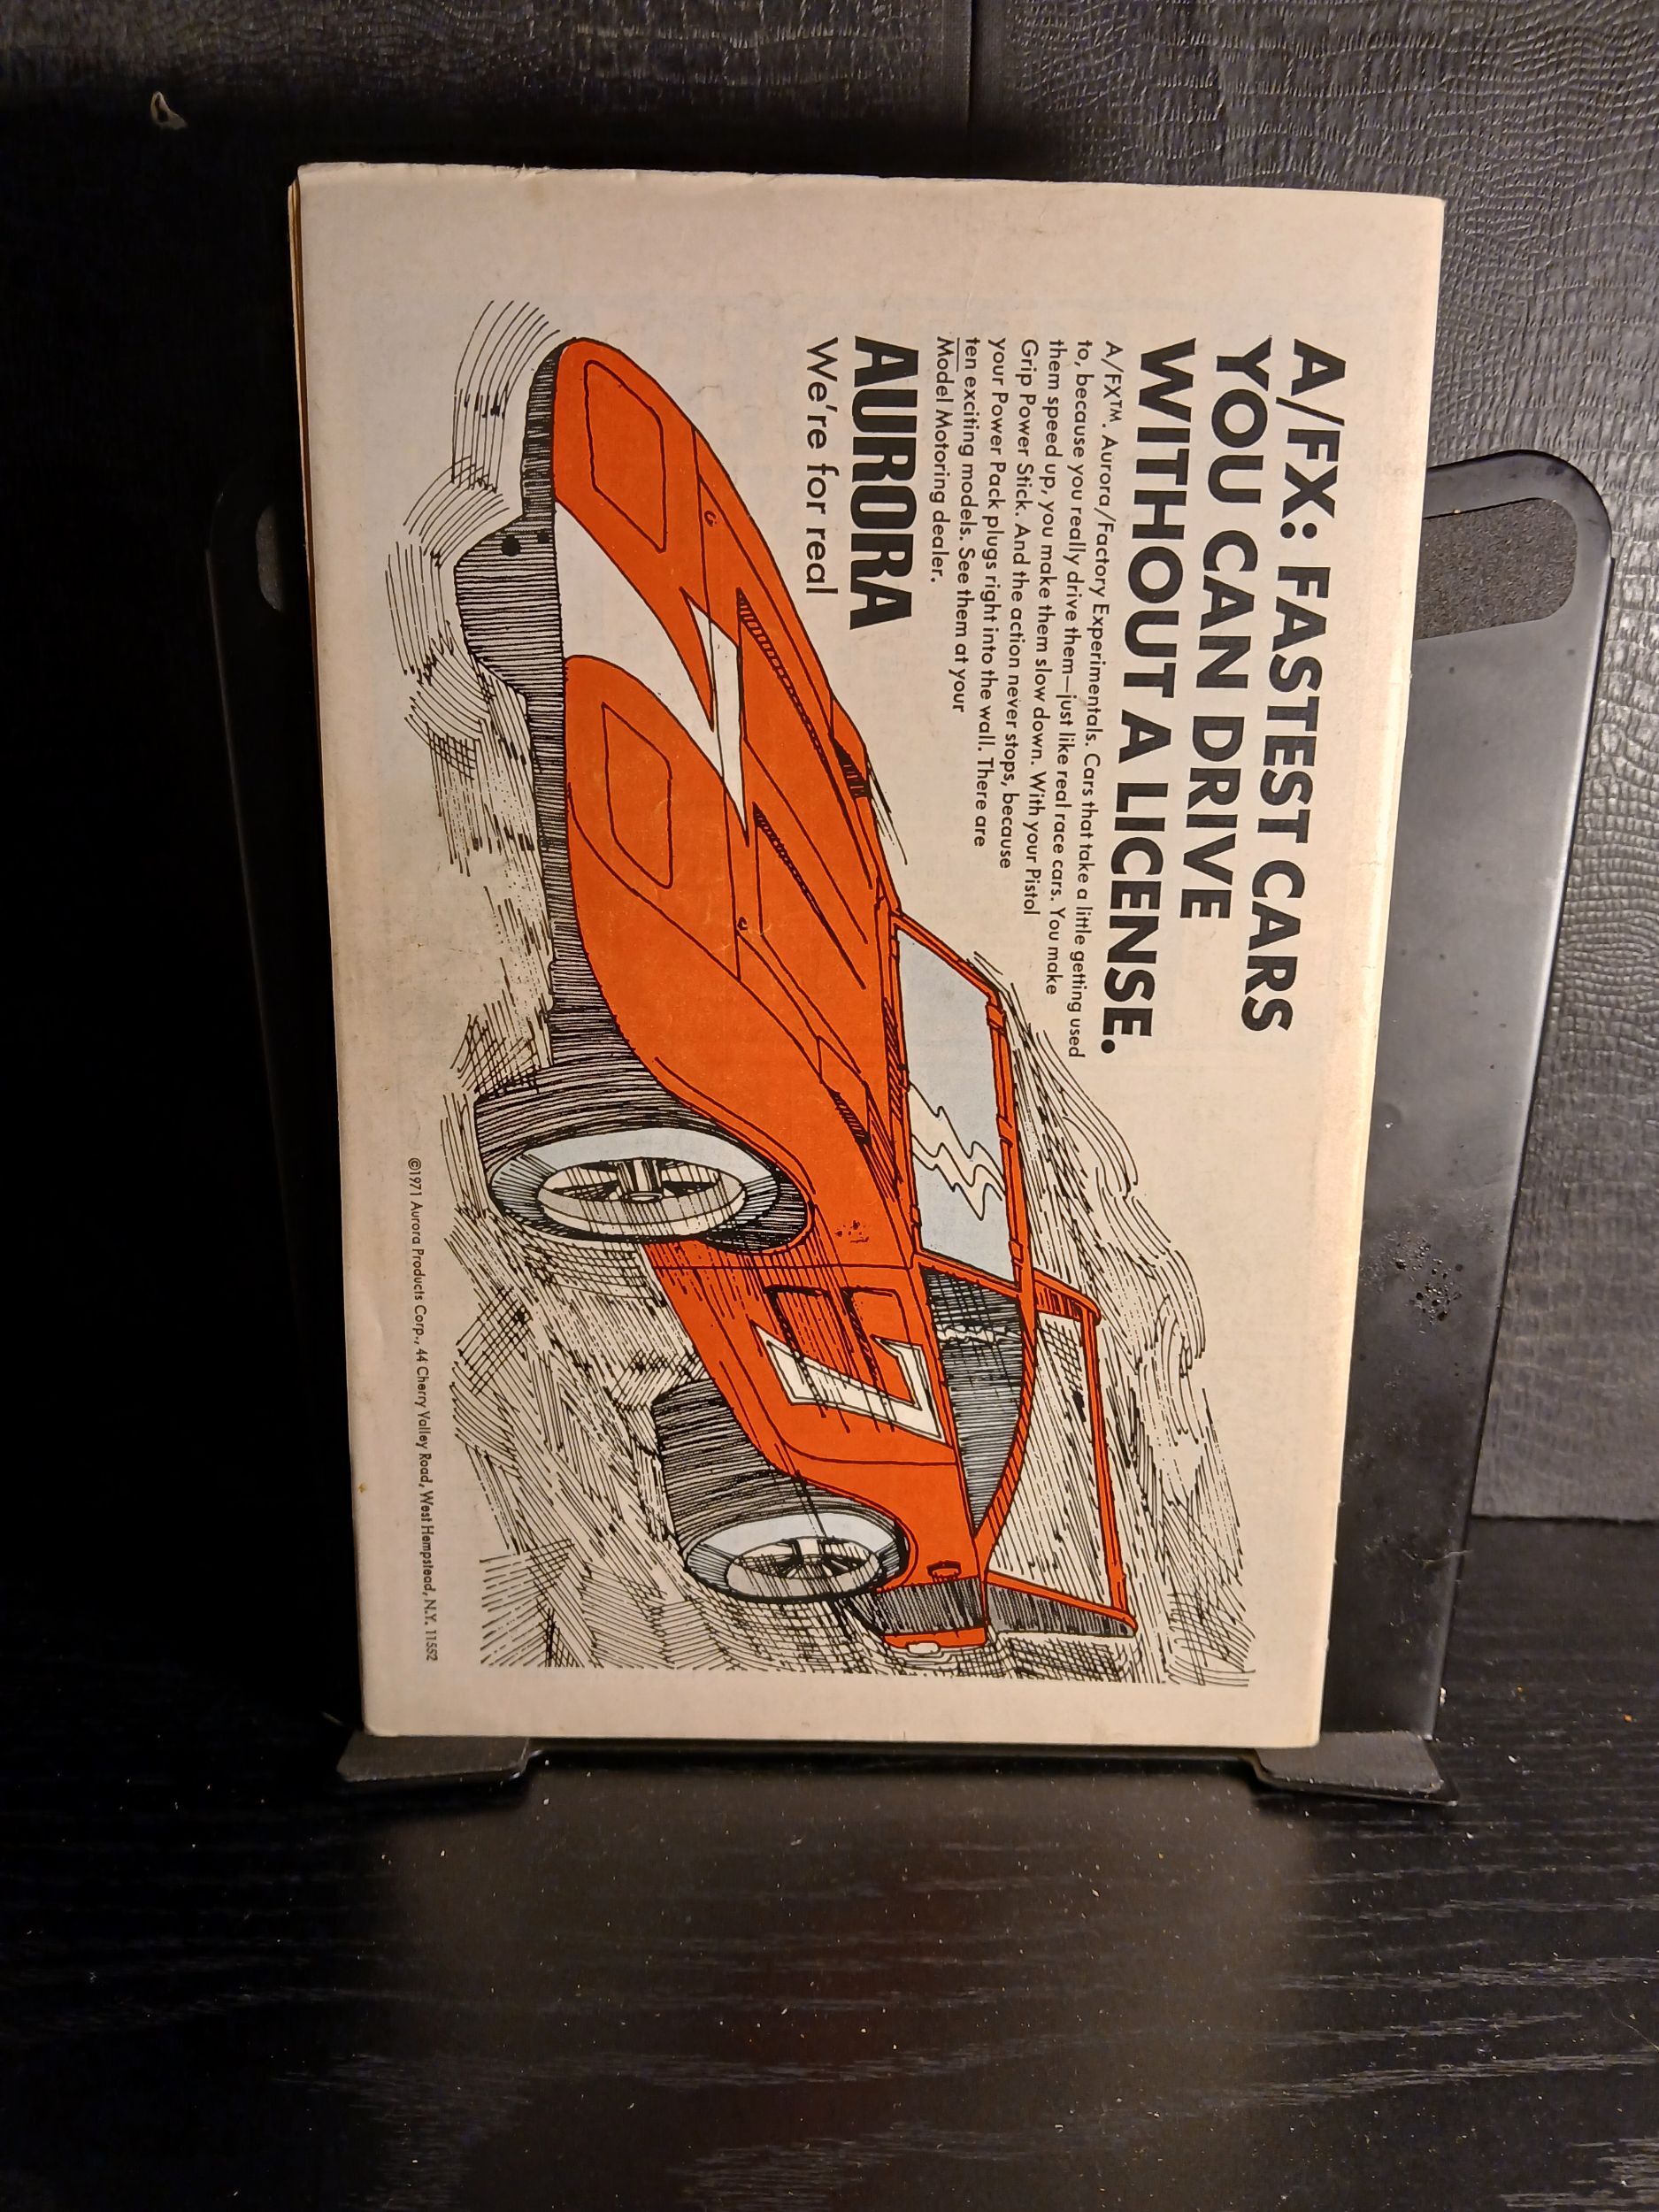 A/FX: FASTEST CARS
YOU CAN DRIVE
WITHOUT A LICENSE.
A/FX™. Aurora/Factory Experimentals. Cars that take a little getting used
to, because you really drive them—just like real race cars. You make
them speed up, you make them slow down. With your Pistol
Grip Power Stick. And the action never stops, because
your Power Pack plugs right into the wall. There are
ten exciting models. See them at your
Model Motoring dealer.
AURORA
We're for real
7
7
©1971 Aurora Products Corp., 44 Cherry Valley Road, West Hempstead, N.Y. 11552